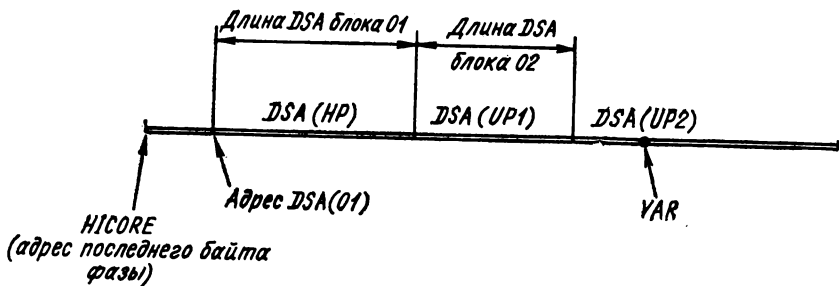 Длина DSA блока 01
Длина DSA
блока 02
DSA (HP)
DSA (UP1)
DSA (UP2)
Адрес DSA(01)
VAR
HICORE
(адрес последнего байта
фазы)